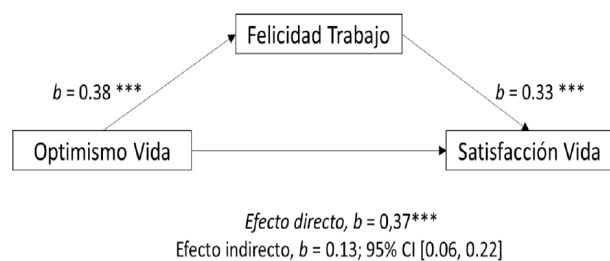 Felicidad Trabajo
b = 0.38 ***
b = 0.33 ***
Optimismo Vida
Satisfacción Vida
Efecto directo, b = 0,37***
Efecto indirecto, b = 0.13; 95% CI [0.06, 0.22]